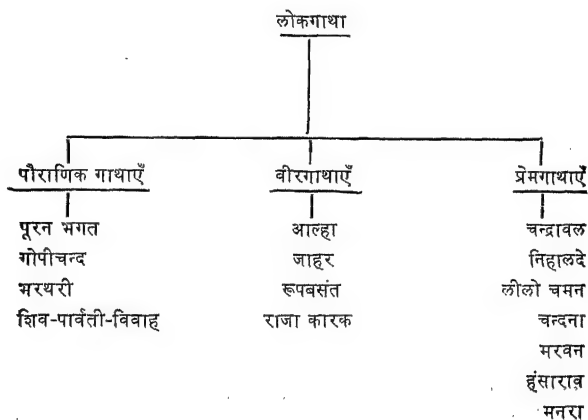 लोकगाथा
पौराणिक गाथाएँ
पूरन भगत
गोपीचन्द
भरथरी
शिव-पार्वती-विवाह
वीरगाथाएँ
आल्हा
जाहर
रूपबसंत
राजा कारक
प्रेमगाथाएँ
चन्द्रावल
निहालदे
लीलो चमन
चन्दना
मरवन
हंसाराव
मनरा